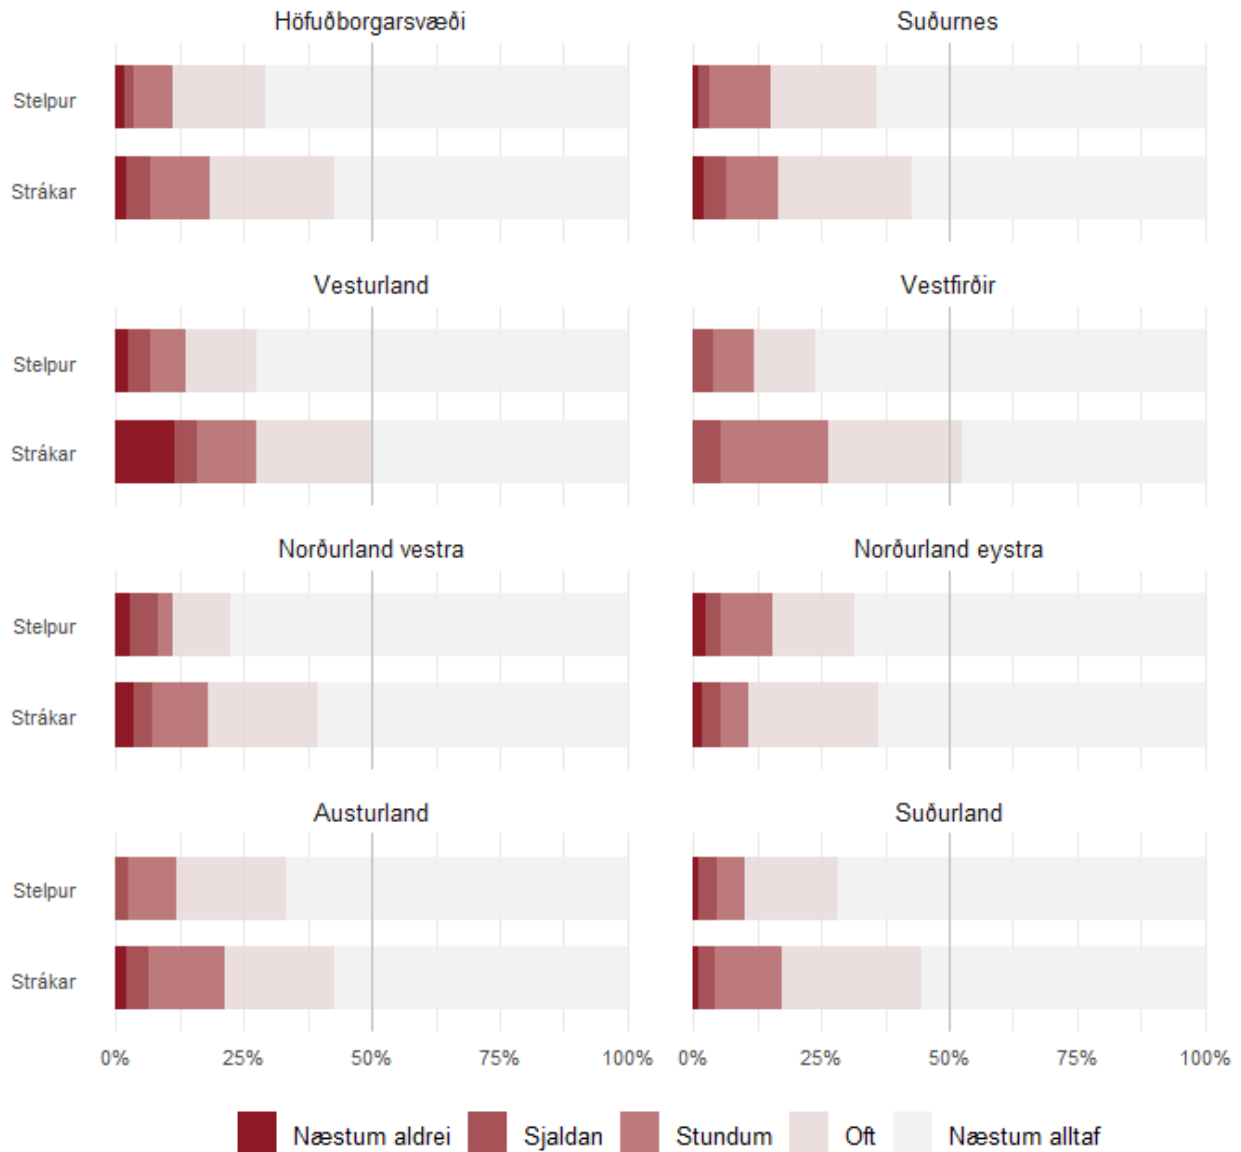 Höfuðborgarsvæði Suðurnes
Stelpur
Strákar
Vesturland Vestfirðir
Stelpur
Strákar
Norðurland vestra Norðurland eystra
Stelpur
Strákar
Austurland Suðurland
Stelpur
Strákar
0% 25% 50% 75% 100% 0% 25% 50% 75% 100%
Næstum aldrei Sjaldan Stundum Oft Næstum alltaf